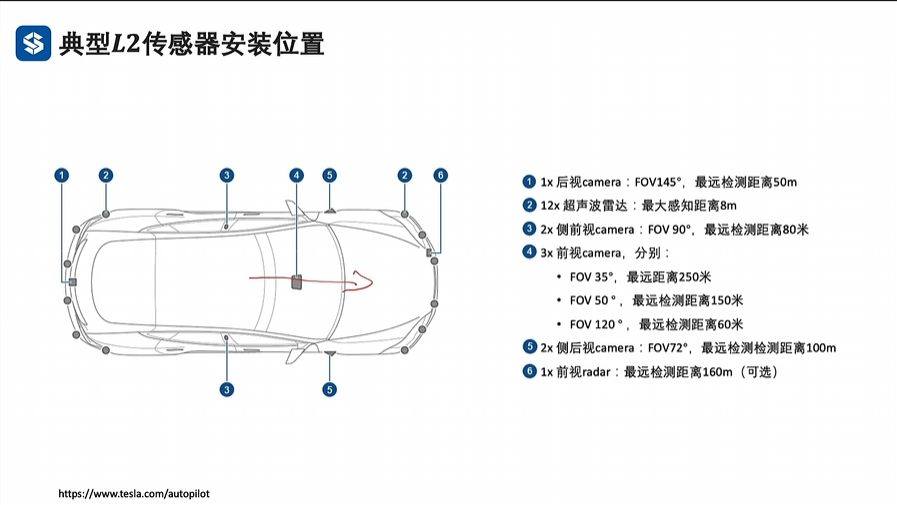 典型L2传感器安装位置
1 2 3 4 5 2 6
3 5
1 1x 后视camera：FOV145°，最远检测距离50m
2 12x 超声波雷达：最大感知距离8m
3 2x 侧前视camera：FOV 90°，最远检测距离80米
4 3x 前视camera，分别：
• FOV 35°，最远距离250米
• FOV 50°，最远检测距离150米
• FOV 120°，最远检测距离60米
5 2x 侧后视camera：FOV72°，最远检测检测距离100m
6 1x 前视radar：最远检测距离160m（可选）
https://www.tesla.com/autopilot